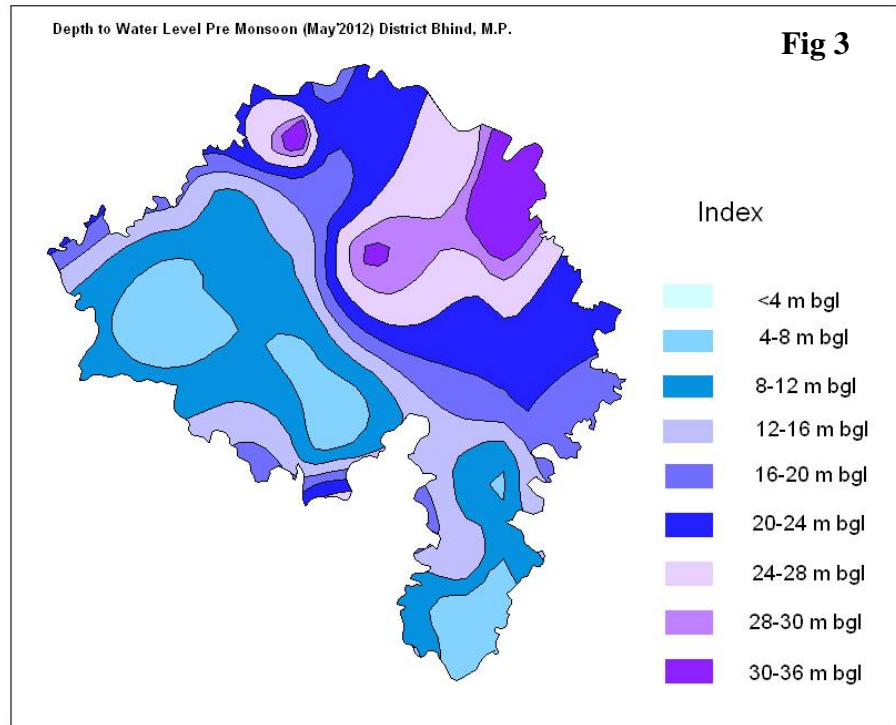 Depth to Water Level Pre Monsoon (May'2012) District Bhind, M.P.
Fig 3
Index
<4 m bgl
4-8 m bgl
8-12 m bgl
12-16 m bgl
16-20 m bgl
20-24 m bgl
24-28 m bgl
28-30 m bgl
30-36 m bgl